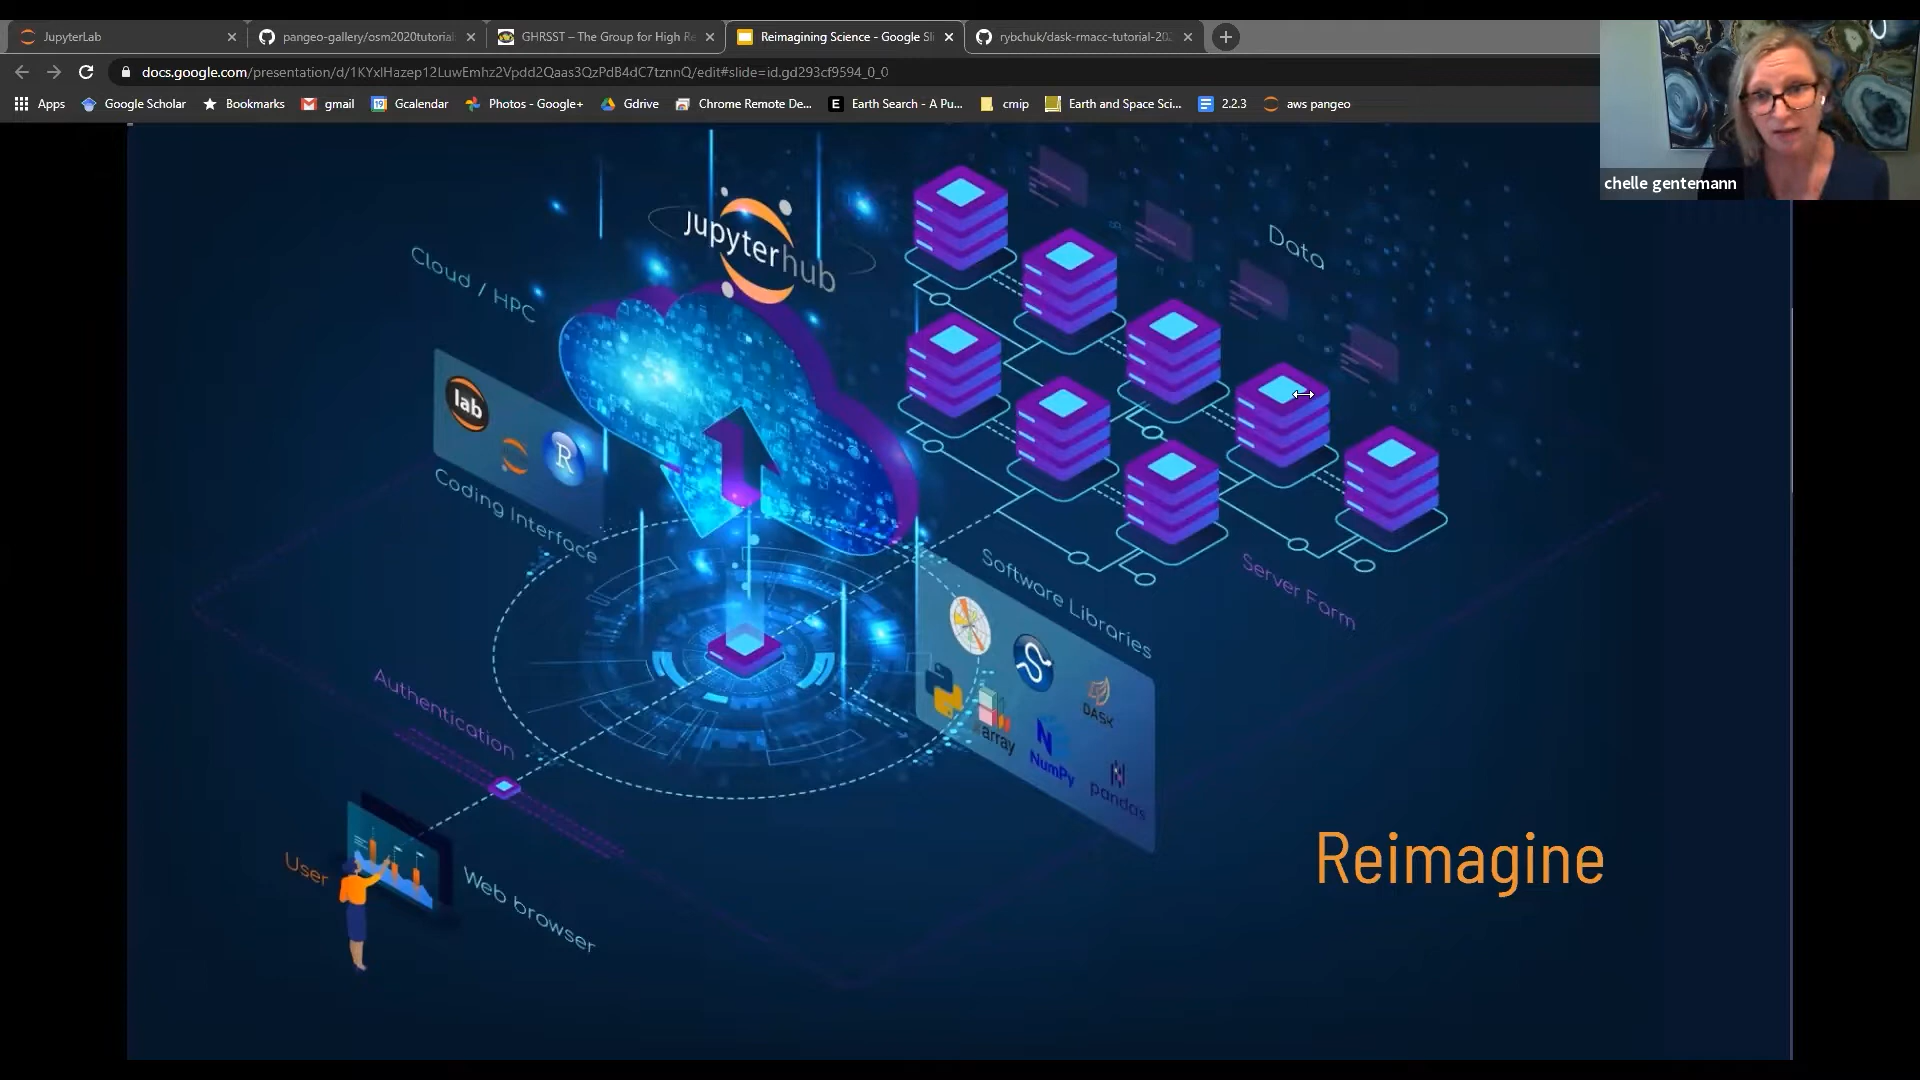 JupyterLab
pangeo-gallery/osm2020tutorial
GHRSST – The Group for High Re
Reimagining Science - Google Sli
rybchuk/dask-rmacc-tutorial-202
docs.google.com/presentation/d/1KYxlHazep12LuwEmhz2Vpdd2Qaas3QzPdB4dC7tznnQ/edit#slide=id.gd293cf9594_0_0
Apps
Google Scholar
Bookmarks
gmail
Gcalendar
Photos - Google+
Gdrive
Chrome Remote De...
Earth Search - A Pu...
cmip
Earth and Space Sci...
2.2.3
aws pangeo
chelle gentemann
jupyterhub
Data
Cloud / HPC
lab
R
Coding Interface
Software Libraries
Server Farm
DASK
array
NumPy
pandas
Authentication
User
Web browser
Reimagine